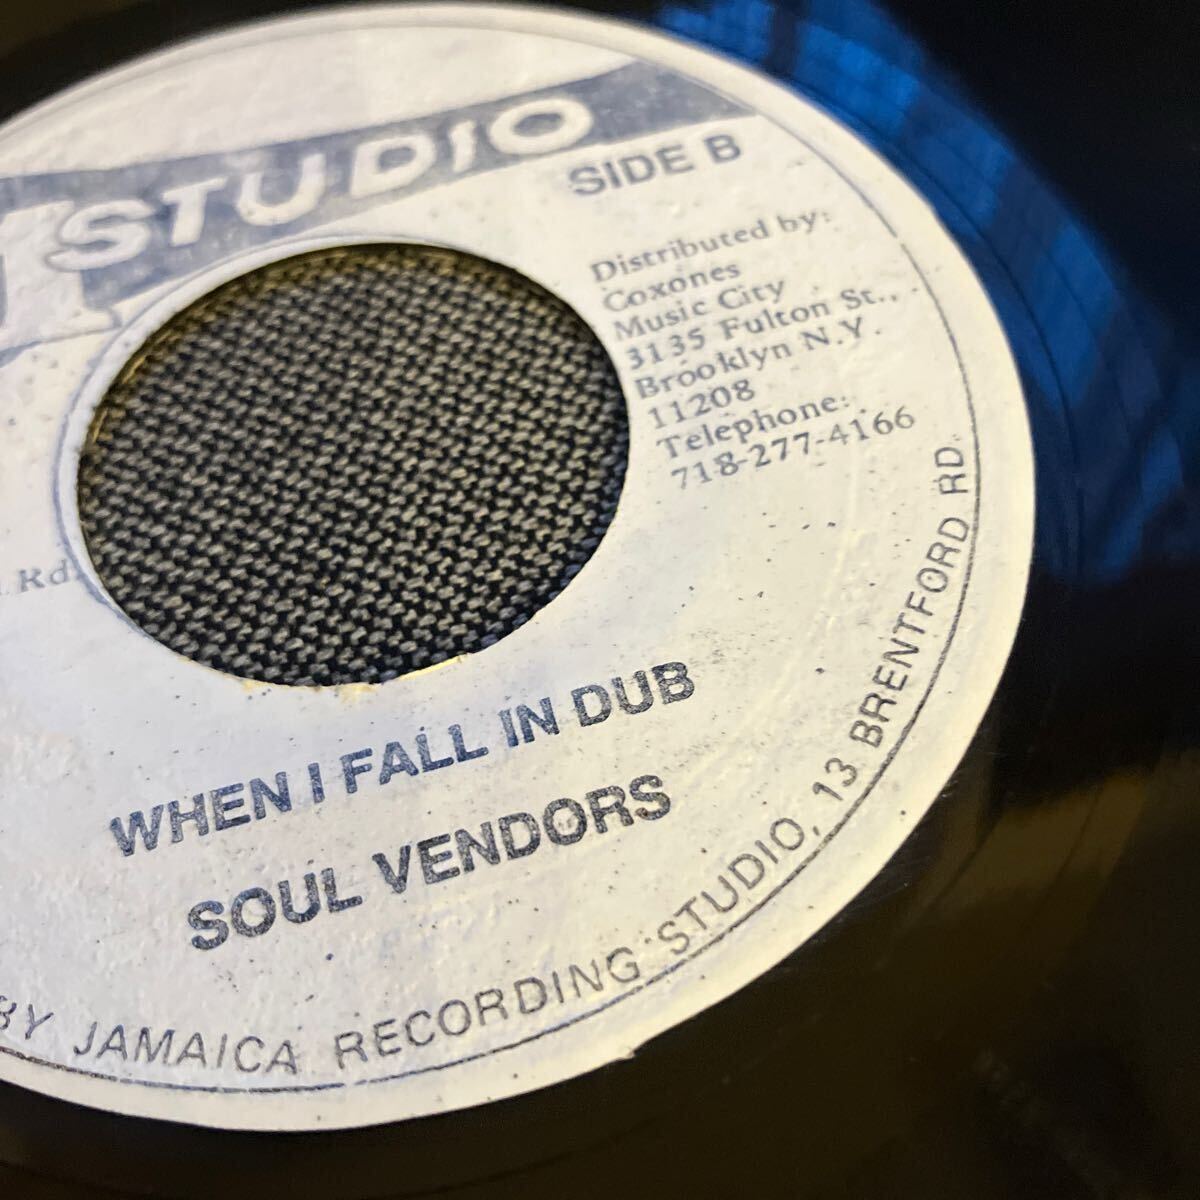 STUDIO
SIDE B
Distributed by:
Coxones
Music City
3135 Fulton St.,
Brooklyn N.Y.
11208
Telephone:
718-277-4166
Rd.
WHEN I FALL IN DUB
SOUL VENDORS
BY JAMAICA RECORDING STUDIO, 13 BRENTFORD RD.